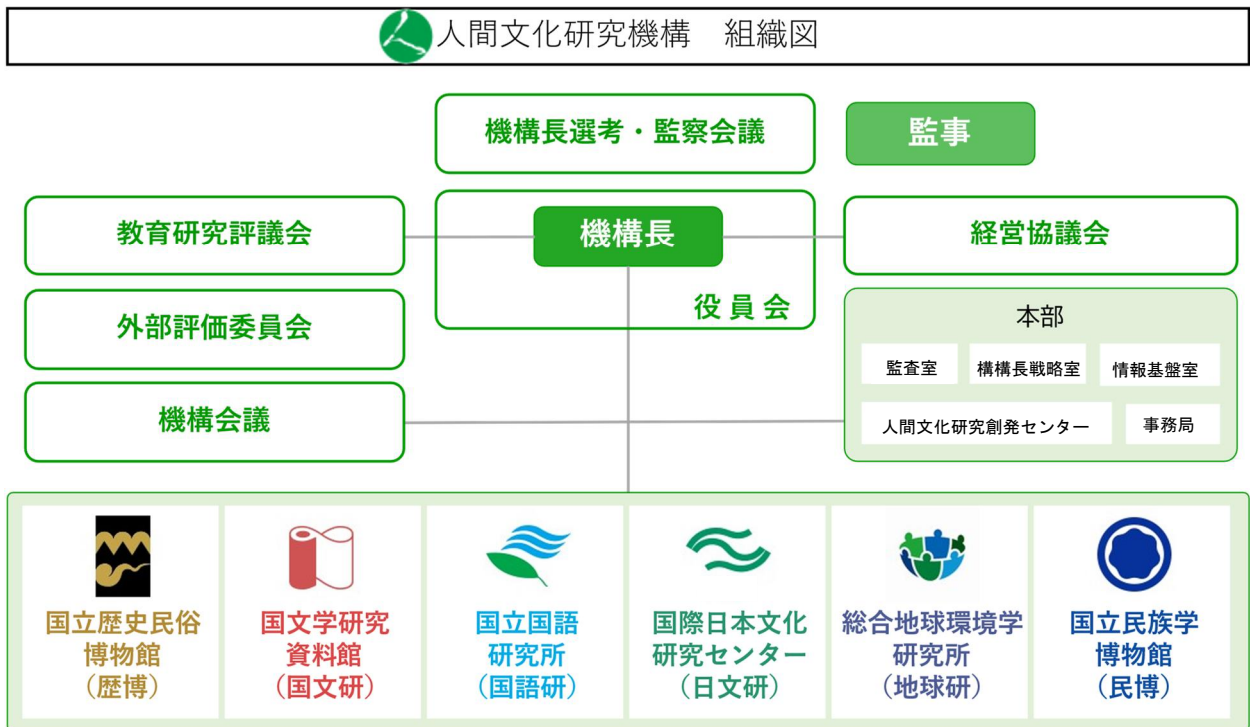 人間文化研究機構　組織図
機構長選考・監察会議
監事
教育研究評議会
機構長
経営協議会
役員会
外部評価委員会
本部
監査室
構構長戦略室
情報基盤室
機構会議
人間文化研究創発センター
事務局
国立歴史民俗
博物館
（歴博）
国文学研究
資料館
（国文研）
国立国語
研究所
（国語研）
国際日本文化
研究センター
（日文研）
総合地球環境学
研究所
（地球研）
国立民族学
博物館
（民博）